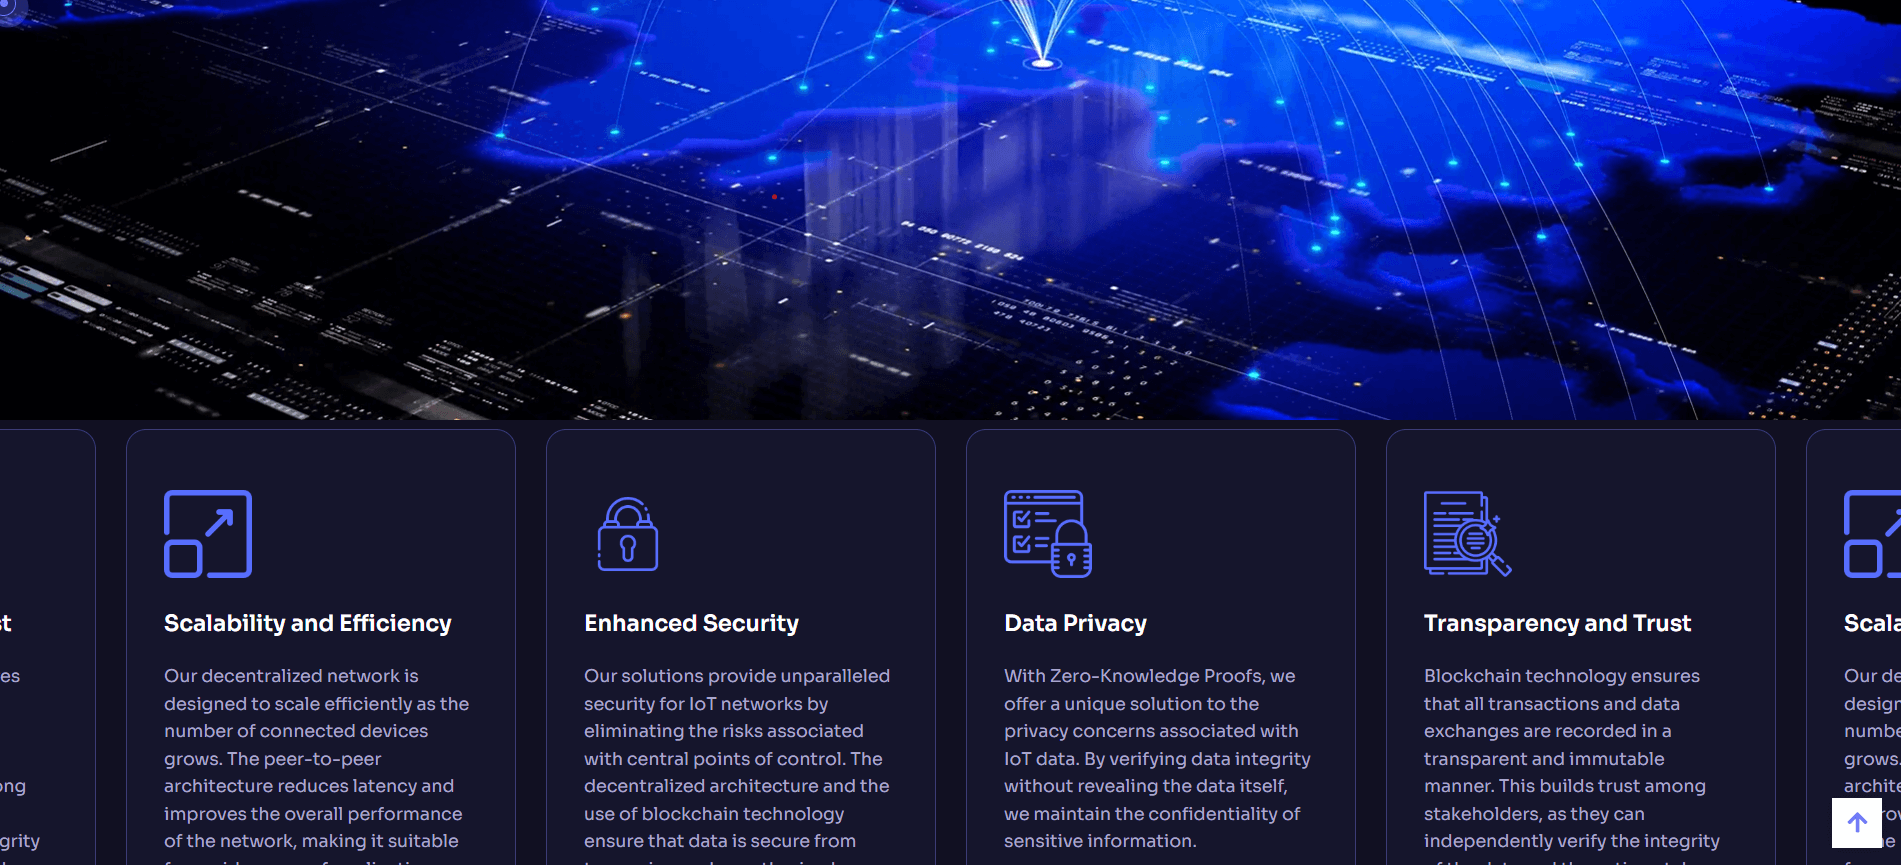 st
es
ong
grity
Scalability and Efficiency
Our decentralized network is
designed to scale efficiently as the
number of connected devices
grows. The peer-to-peer
architecture reduces latency and
improves the overall performance
of the network, making it suitable
Enhanced Security
Our solutions provide unparalleled
security for IoT networks by
eliminating the risks associated
with central points of control. The
decentralized architecture and the
use of blockchain technology
ensure that data is secure from
Data Privacy
With Zero-Knowledge Proofs, we
offer a unique solution to the
privacy concerns associated with
IoT data. By verifying data integrity
without revealing the data itself,
we maintain the confidentiality of
sensitive information.
Transparency and Trust
Blockchain technology ensures
that all transactions and data
exchanges are recorded in a
transparent and immutable
manner. This builds trust among
stakeholders, as they can
independently verify the integrity
Scala
Our de
design
numbe
grows.
archite